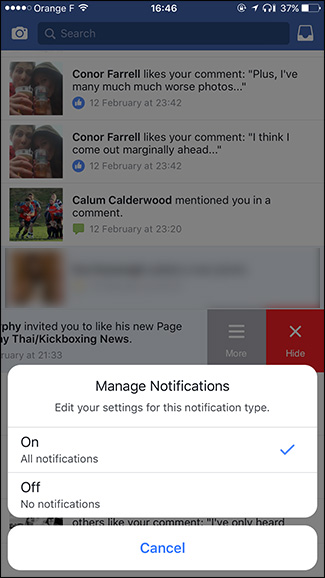 Orange F 16:46 37%
Search
Conor Farrell likes your comment: "Plus, I've
many much much worse photos..."
12 February at 23:42
Conor Farrell likes your comment: "I think I
come out marginally ahead..."
12 February at 23:42
Calum Calderwood mentioned you in a
comment.
12 February at 23:20
rphy invited you to like his new Page
ay Thai/Kickboxing News.
ruary at 21:33
More
Hide
Manage Notifications
Edit your settings for this notification type.
On
All notifications
Off
No notifications
others like your comment: "I've only heard
Cancel